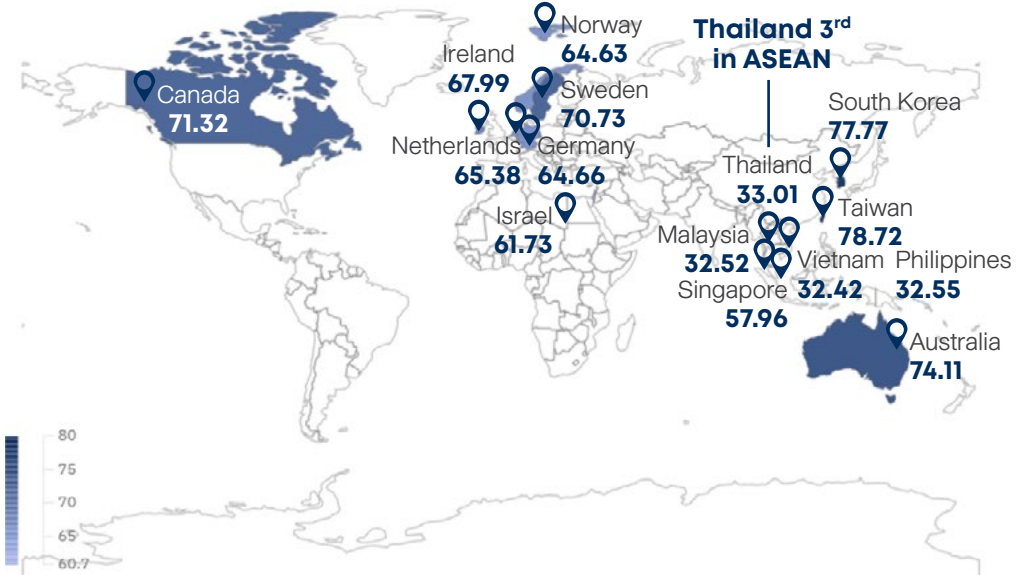 Norway
64.63
Thailand 3rd
in ASEAN
Ireland
67.99
Canada
71.32
Sweden
70.73
South Korea
77.77
Netherlands
65.38
Germany
64.66
Thailand
33.01
Israel
61.73
Taiwan
78.72
Malaysia
32.52
Vietnam
32.42
Philippines
32.55
Singapore
57.96
Australia
74.11
80
75
70
65
60.7